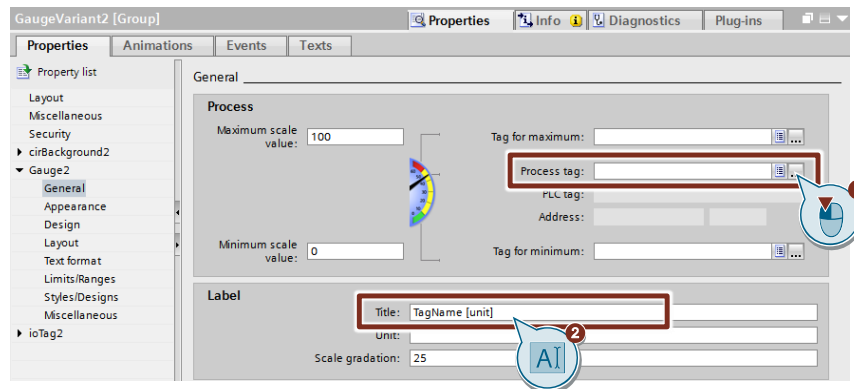 GaugeVariant2 [Group]
Properties Info Diagnostics Plug-ins
Properties Animations Events Texts
Property list
Layout
Miscellaneous
Security
cirBackground2
Gauge2
General
Appearance
Design
Layout
Text format
Limits/Ranges
Styles/Designs
Miscellaneous
ioTag2
General
Process
Maximum scale
value: 100
Tag for maximum:
Process tag:
PLC tag:
Address:
Minimum scale
value: 0
Tag for minimum:
Label
Title: TagName [unit]
Unit:
Scale gradation: 25
2
A